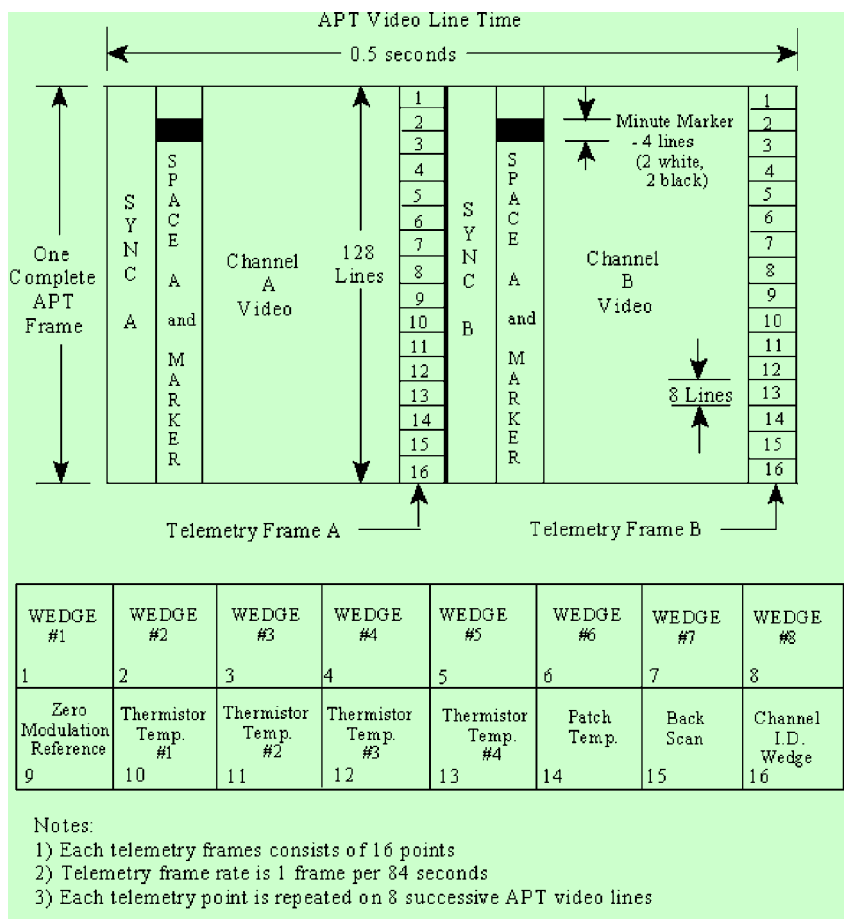 APT Video Line Time
0.5 seconds
One
Complete
APT
Frame
SYNC A
SPACE A and MARKER
Channel
A
Video
128
Lines
1
2
3
4
5
6
7
8
9
10
11
12
13
14
15
16
SYNC B
SPACE A and MARKER
Minute Marker
- 4 lines
(2 white,
2 black)
Channel
B
Video
8 Lines
1
2
3
4
5
6
7
8
9
10
11
12
13
14
15
16
Telemetry Frame A
Telemetry Frame B
WEDGE
#1
1
WEDGE
#2
2
WEDGE
#3
3
WEDGE
#4
4
WEDGE
#5
5
WEDGE
#6
6
WEDGE
#7
7
WEDGE
#8
8
Zero
Modulation
Reference
9
Thermistor
Temp.
#1
10
Thermistor
Temp.
#2
11
Thermistor
Temp.
#3
12
Thermistor
Temp.
#4
13
Patch
Temp.
14
Back
Scan
15
Channel
I.D.
Wedge
16
Notes:
1) Each telemetry frames consists of 16 points
2) Telemetry frame rate is 1 frame per 84 seconds
3) Each telemetry point is repeated on 8 successive APT video lines